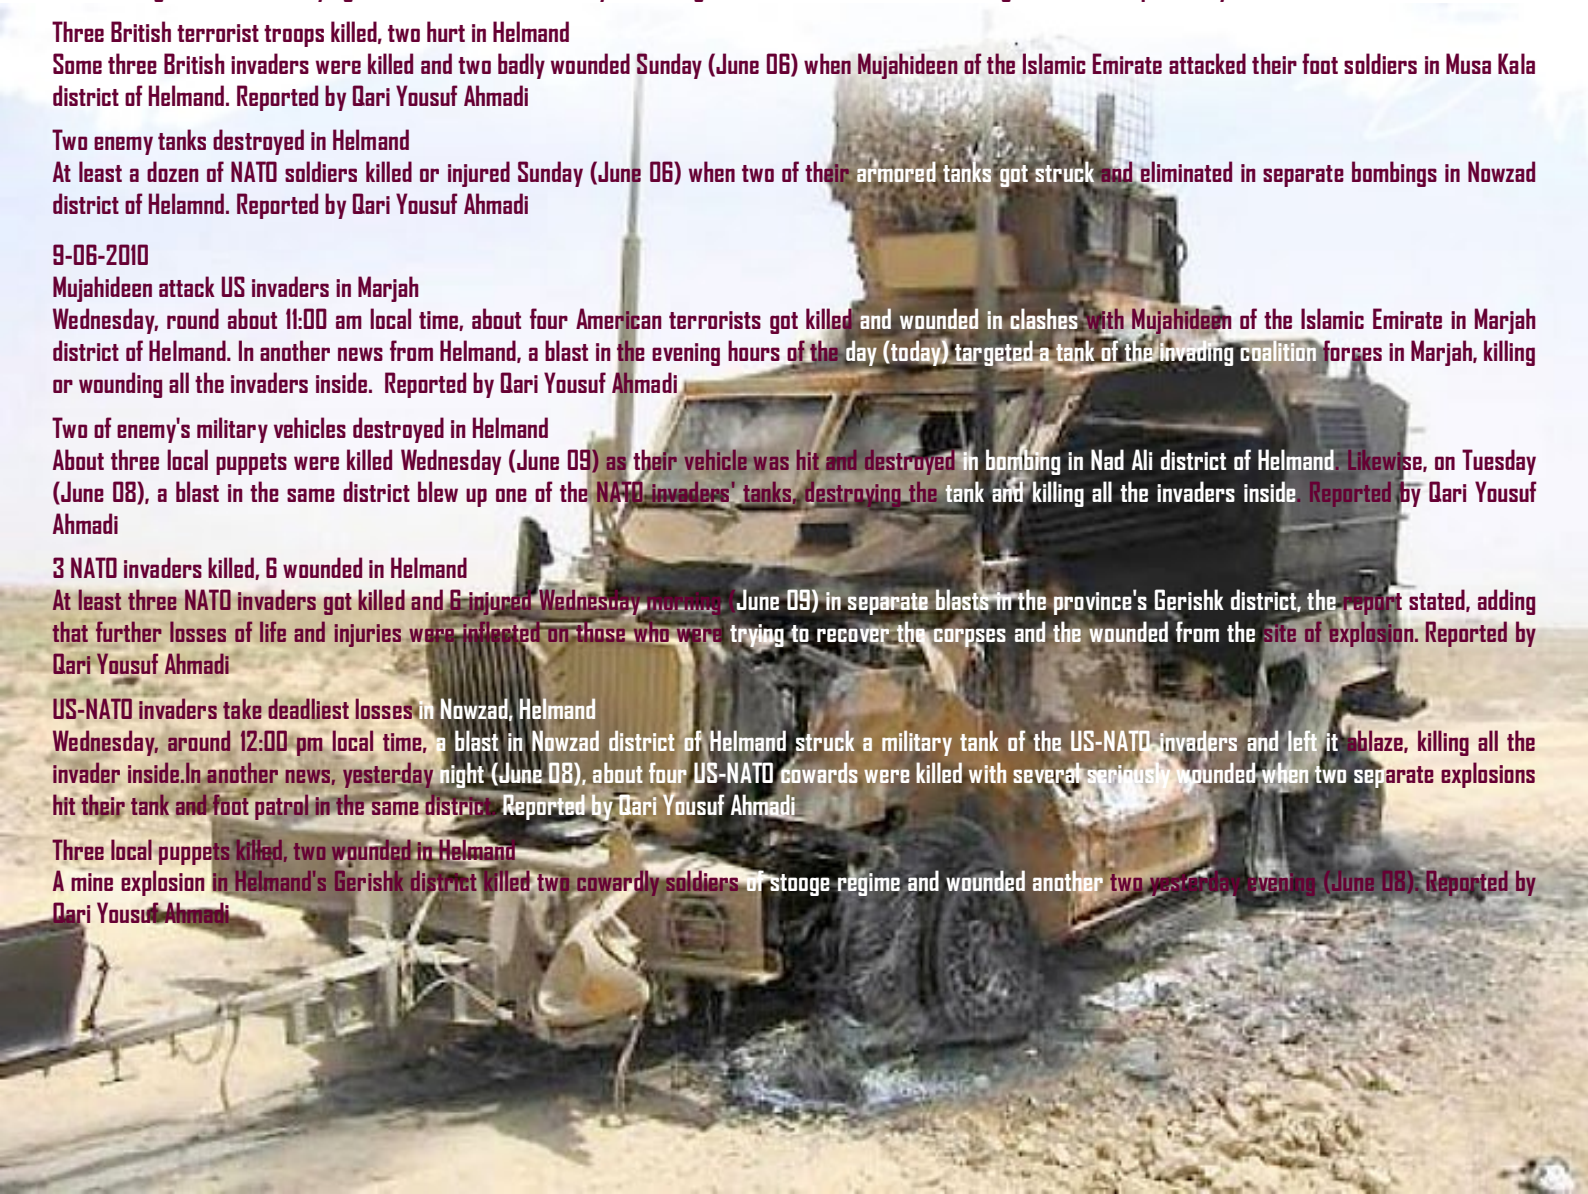 Three British terrorist troops killed, two hurt in Helmand
Some three British invaders were killed and two badly wounded Sunday (June 06) when Mujahideen of the Islamic Emirate attacked their foot soldiers in Musa Kala
district of Helmand. Reported by Qari Yousuf Ahmadi
Two enemy tanks destroyed in Helmand
At least a dozen of NATO soldiers killed or injured Sunday (June 06) when two of their armored tanks got struck and eliminated in separate bombings in Nowzad
district of Helamnd. Reported by Qari Yousuf Ahmadi
9-06-2010
Mujahideen attack US invaders in Marjah
Wednesday, round about 11:00 am local time, about four American terrorists got killed and wounded in clashes with Mujahideen of the Islamic Emirate in Marjah
district of Helmand. In another news from Helmand, a blast in the evening hours of the day (today) targeted a tank of the invading coalition forces in Marjah, killing
or wounding all the invaders inside. Reported by Qari Yousuf Ahmadi
Two of enemy's military vehicles destroyed in Helmand
About three local puppets were killed Wednesday (June 09) as their vehicle was hit and destroyed in bombing in Nad Ali district of Helmand. Likewise, on Tuesday
(June 08), a blast in the same district blew up one of the NATO invaders' tanks, destroying the tank and killing all the invaders inside. Reported by Qari Yousuf
Ahmadi
3 NATO invaders killed, 6 wounded in Helmand
At least three NATO invaders got killed and 6 injured Wednesday morning (June 09) in separate blasts in the province's Gerishk district, the report stated, adding
that further losses of life and injuries were inflected on those who were trying to recover the corpses and the wounded from the site of explosion. Reported by
Qari Yousuf Ahmadi
US-NATO invaders take deadliest losses in Nowzad, Helmand
Wednesday, around 12:00 pm local time, a blast in Nowzad district of Helmand struck a military tank of the US-NATO invaders and left it ablaze, killing all the
invader inside.In another news, yesterday night (June 08), about four US-NATO cowards were killed with several seriously wounded when two separate explosions
hit their tank and foot patrol in the same district. Reported by Qari Yousuf Ahmadi
Three local puppets killed, two wounded in Helmand
A mine explosion in Helmand's Gerishk district killed two cowardly soldiers of stooge regime and wounded another two yesterday evening (June 08). Reported by
Qari Yousuf Ahmadi